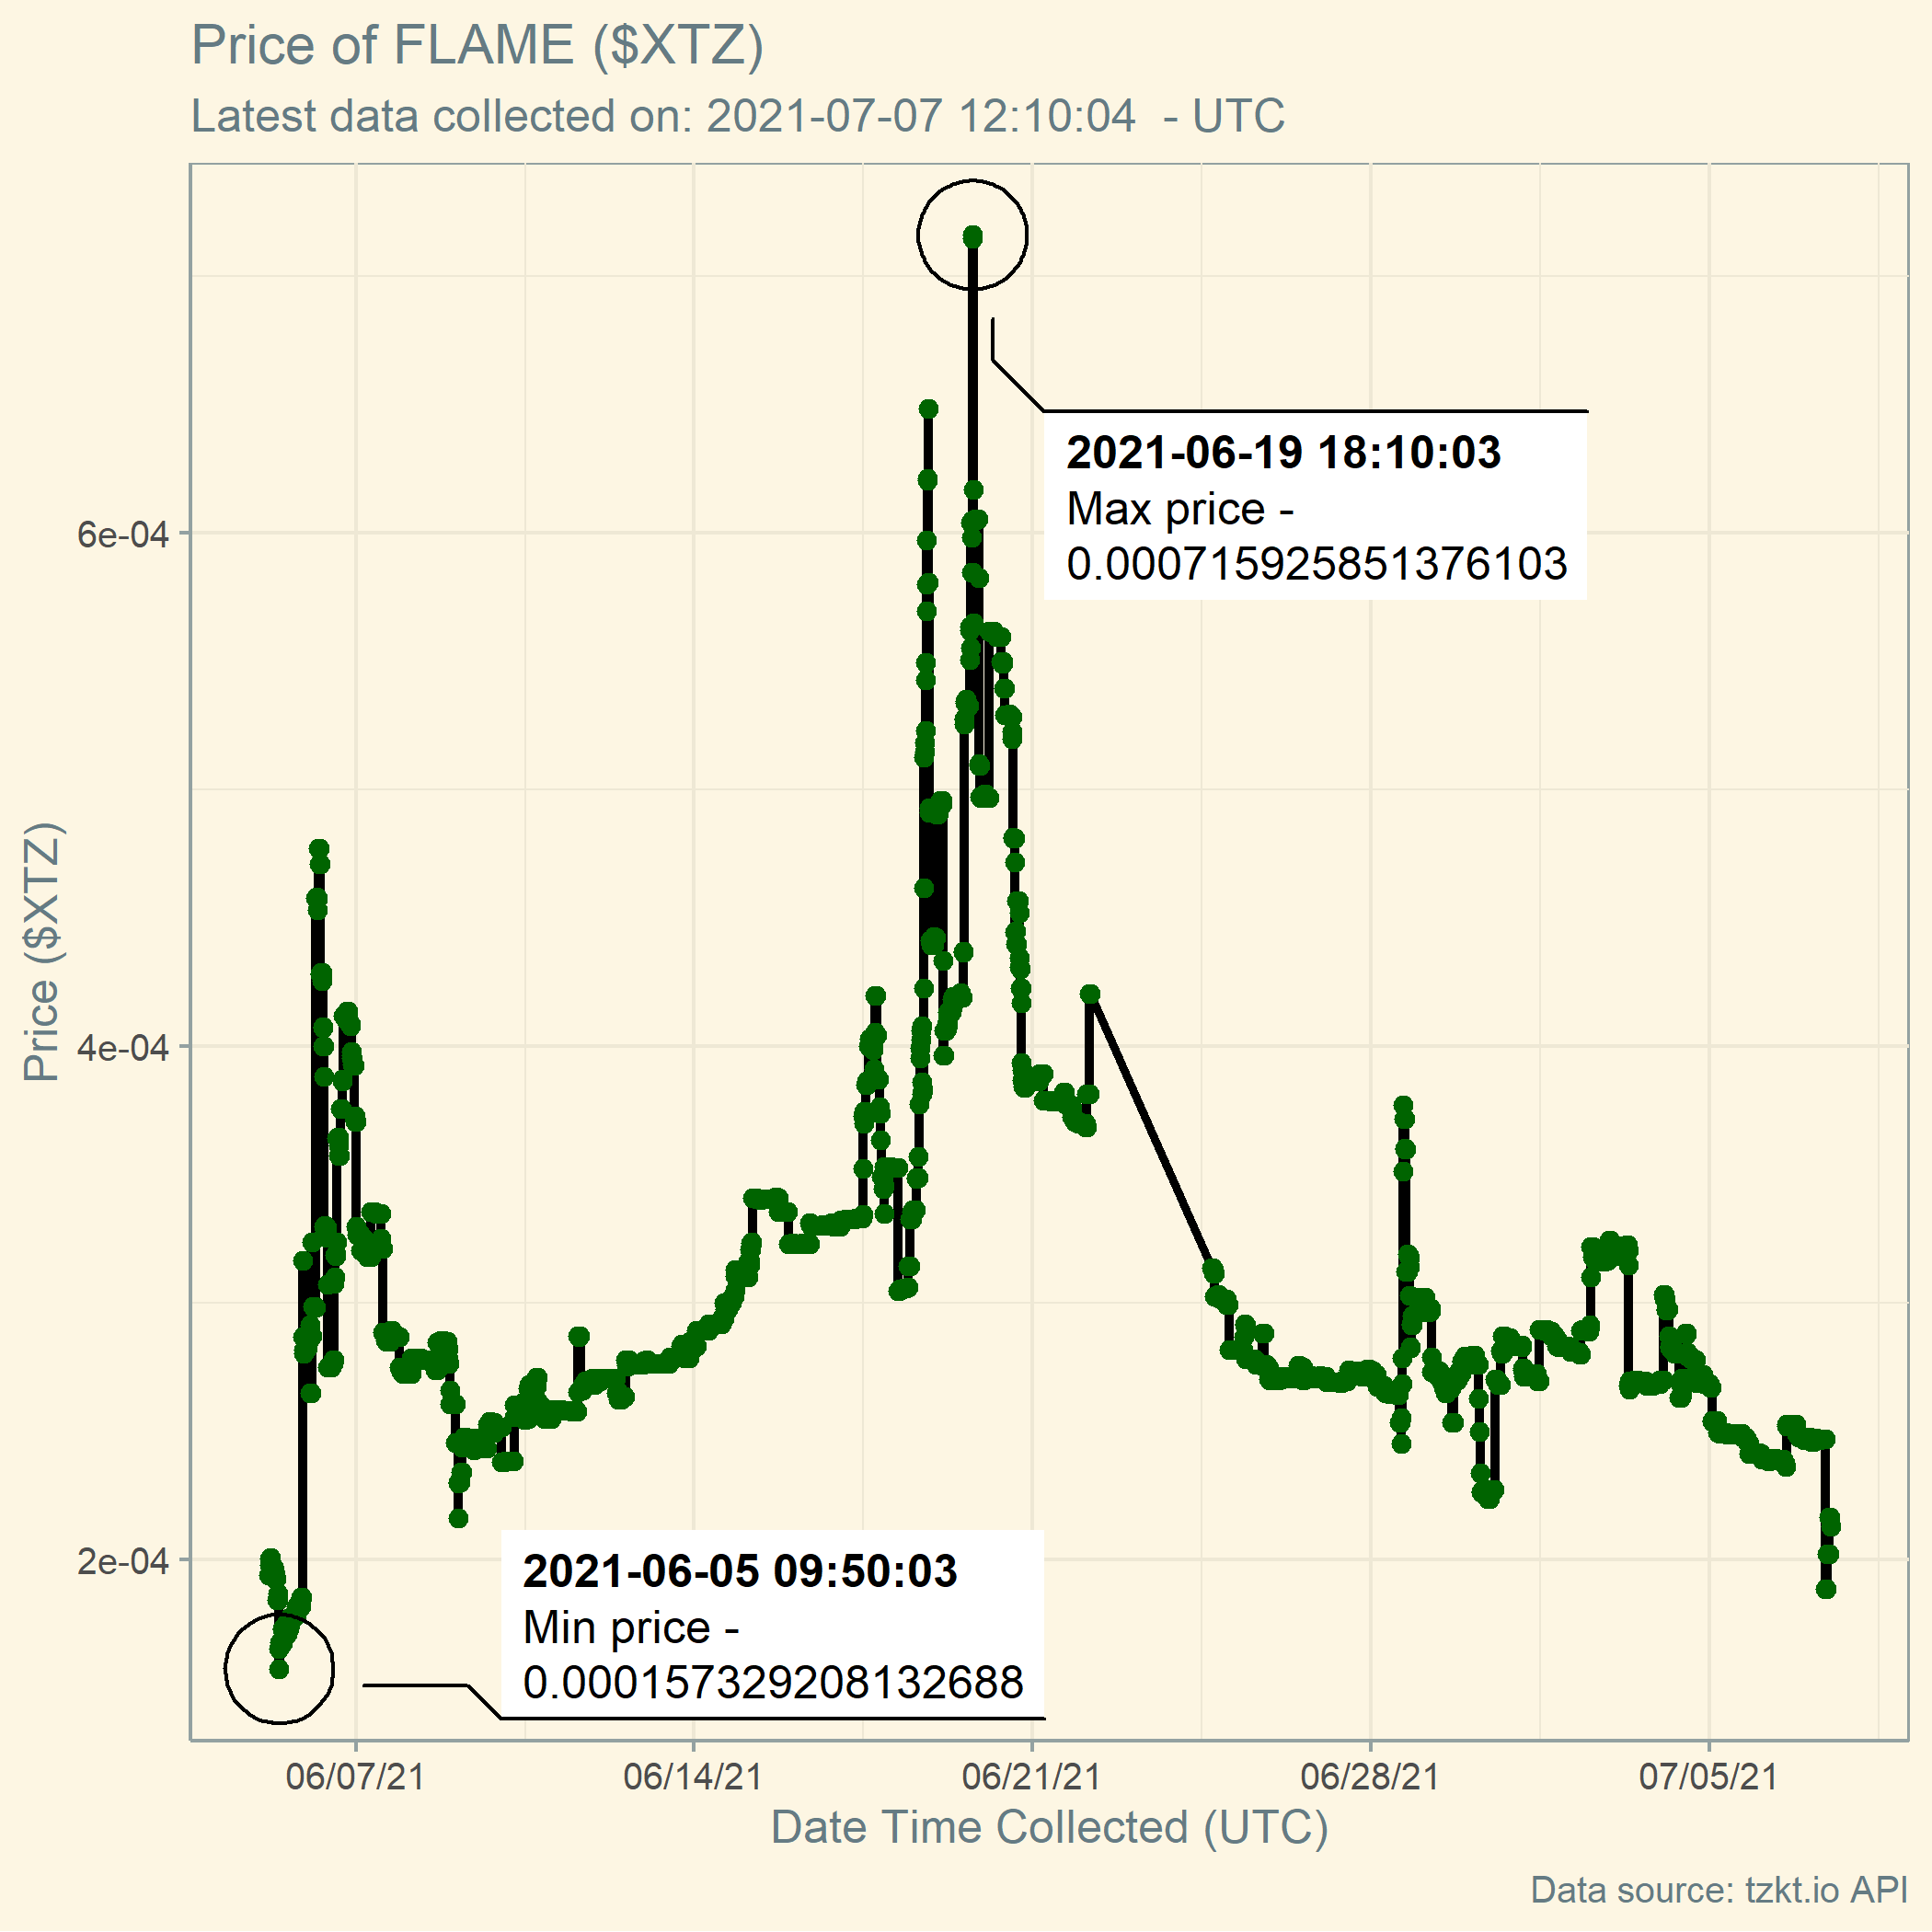 Price of FLAME ($XTZ)
Latest data collected on: 2021-07-07 12:10:04  - UTC
2021-06-19 18:10:03
Max price -
0.000715925851376103
6e-04
Price ($XTZ)
4e-04
2e-04
2021-06-05 09:50:03
Min price -
0.000157329208132688
06/07/21 06/14/21 06/21/21 06/28/21 07/05/21
Date Time Collected (UTC)
Data source: tzkt.io API